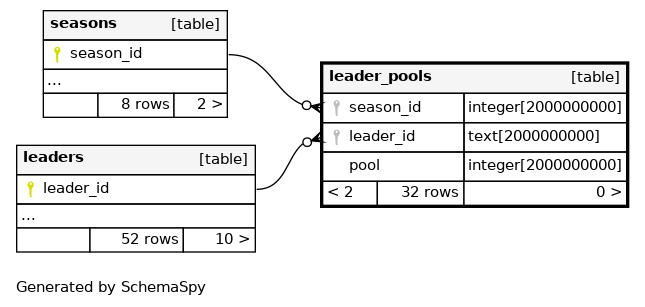 seasons [table]
season_id
...
8 rows 2 >
leaders [table]
leader_id
...
52 rows 10 >
leader_pools [table]
season_id integer[2000000000]
leader_id text[2000000000]
pool integer[2000000000]
< 2 32 rows 0 >
Generated by SchemaSpy